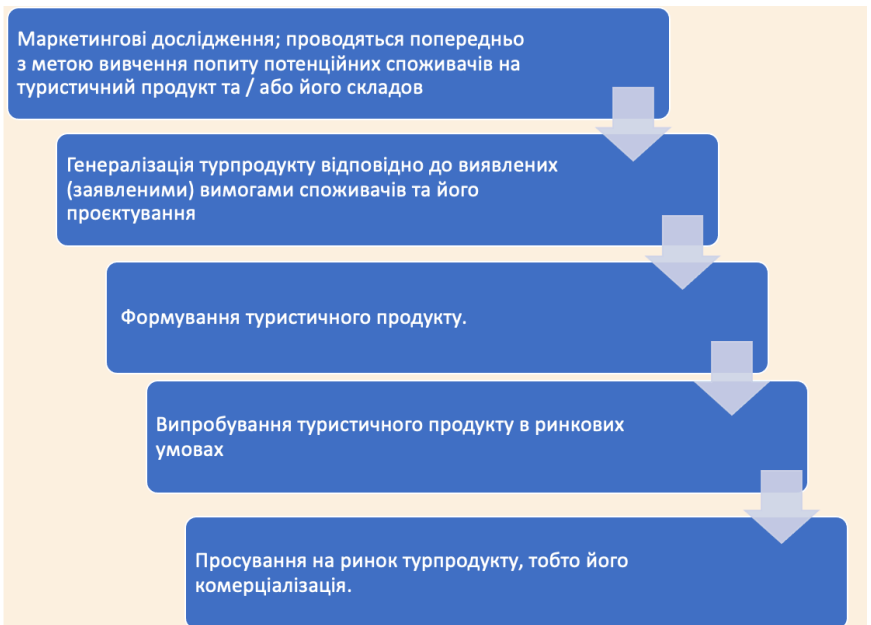 Маркетингові дослідження; проводяться попередньо
з метою вивчення попиту потенційних споживачів на
туристичний продукт та / або його складов
Генералізація турпродукту відповідно до виявлених
(заявленими) вимогами споживачів та його
проєктування
Формування туристичного продукту.
Випробування туристичного продукту в ринкових
умовах
Просування на ринок турпродукту, тобто його
комерціалізація.